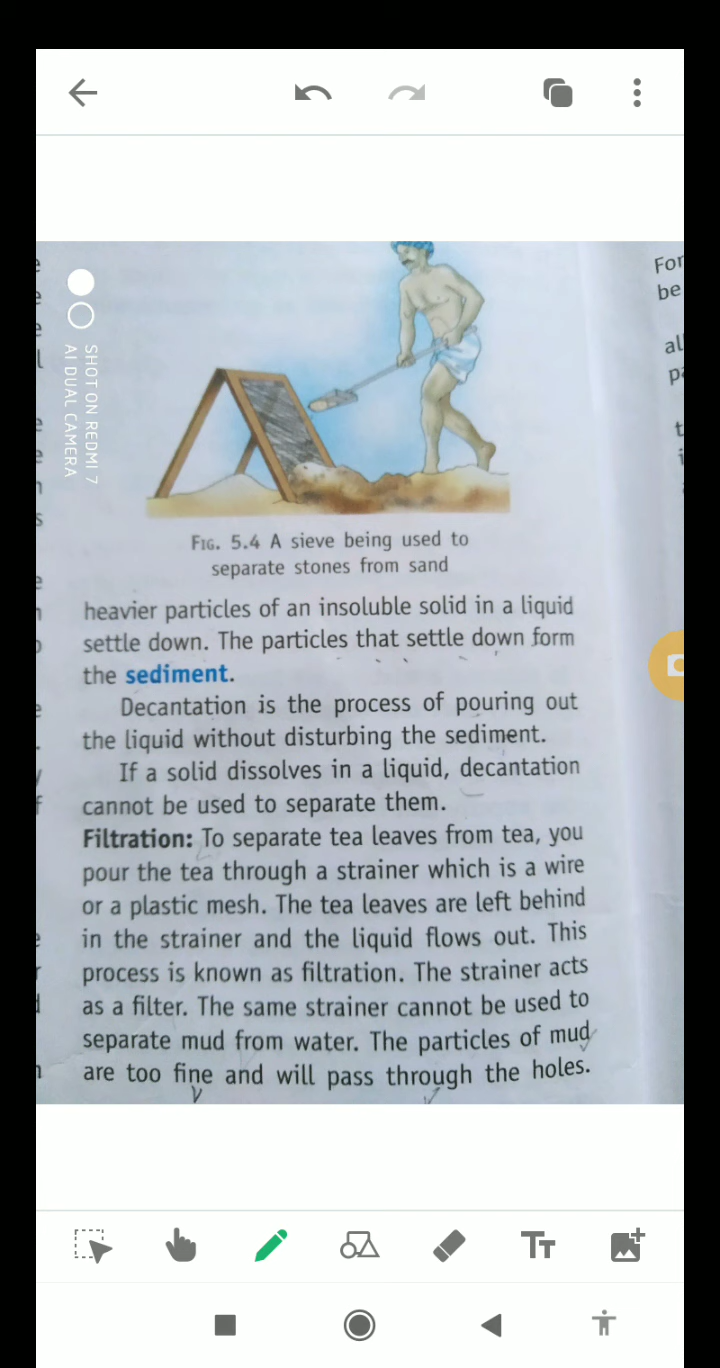 SHOT ON REDMI 7
AI DUAL CAMERA
For
be
all
FIG. 5.4 A sieve being used to
separate stones from sand
heavier particles of an insoluble solid in a liquid
settle down. The particles that settle down form
the sediment.
Decantation is the process of pouring out
the liquid without disturbing the sediment.
If a solid dissolves in a liquid, decantation
cannot be used to separate them.
Filtration: To separate tea leaves from tea, you
pour the tea through a strainer which is a wire
or a plastic mesh. The tea leaves are left behind
in the strainer and the liquid flows out. This
process is known as filtration. The strainer acts
as a filter. The same strainer cannot be used to
separate mud from water. The particles of mud
are too fine and will pass through the holes.
TT